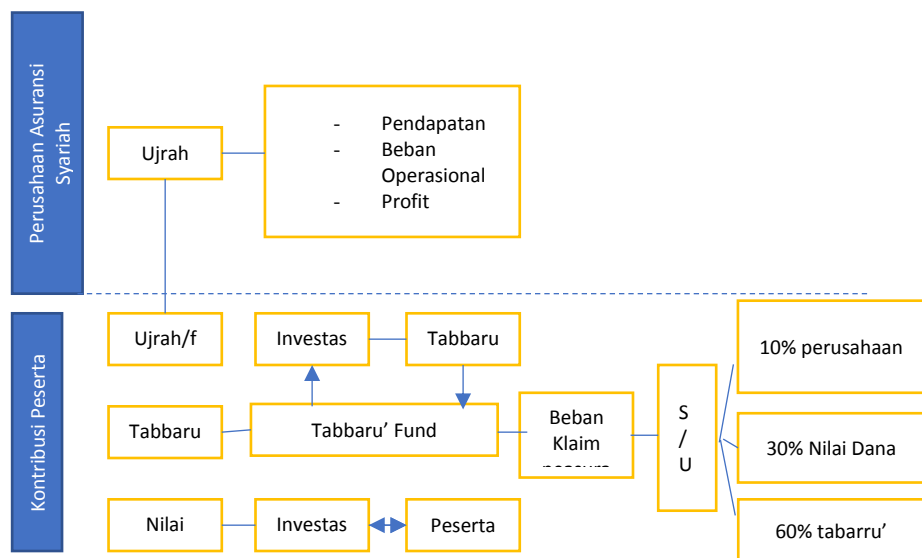 Perusahaan Asuransi
Syariah
Ujrah
- Pendapatan
- Beban
Operasional
- Profit
Kontribusi Peserta
Ujrah/f
Investas
Tabbaru
Tabbaru
Tabbaru’ Fund
Beban
Klaim
S
/
U
10% perusahaan
30% Nilai Dana
60% tabarru’
Nilai
Investas
Peserta